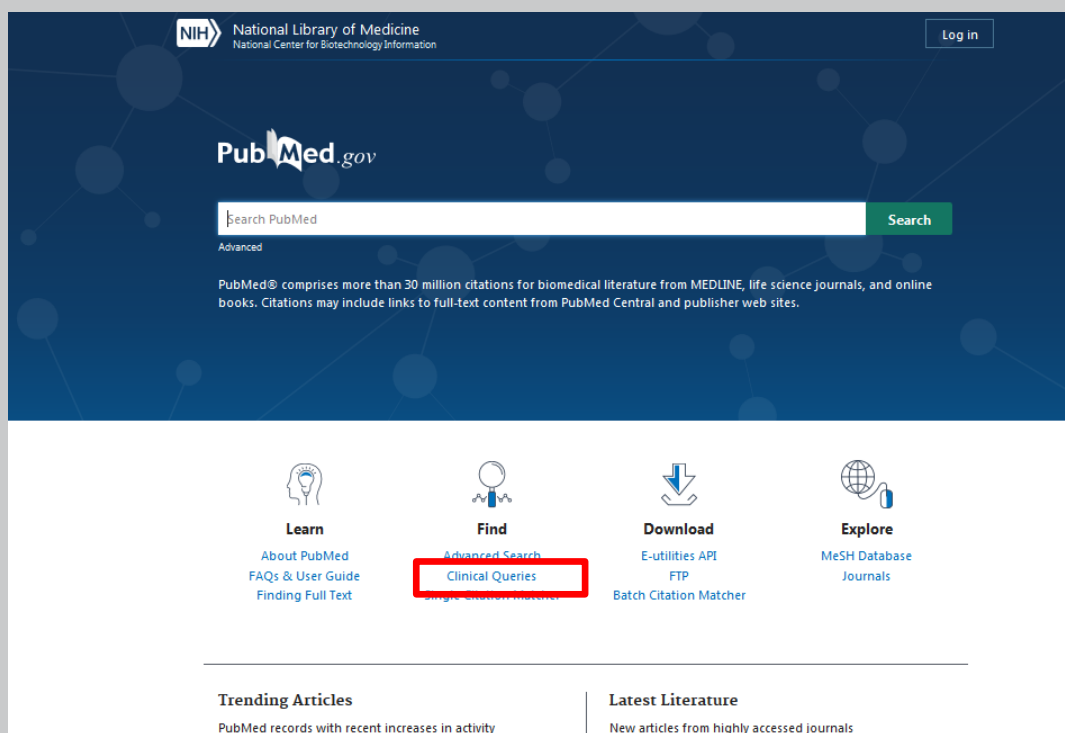 NIH
National Library of Medicine
National Center for Biotechnology Information
Log in
PubMed.gov
Search PubMed
Search
Advanced
PubMed® comprises more than 30 million citations for biomedical literature from MEDLINE, life science journals, and online
books. Citations may include links to full-text content from PubMed Central and publisher web sites.
Learn
About PubMed
FAQs & User Guide
Finding Full Text
Find
Advanced Search
Clinical Queries
Single Citation Matcher
Download
E-utilities API
FTP
Batch Citation Matcher
Explore
MeSH Database
Journals
Trending Articles
PubMed records with recent increases in activity
Latest Literature
New articles from highly accessed journals